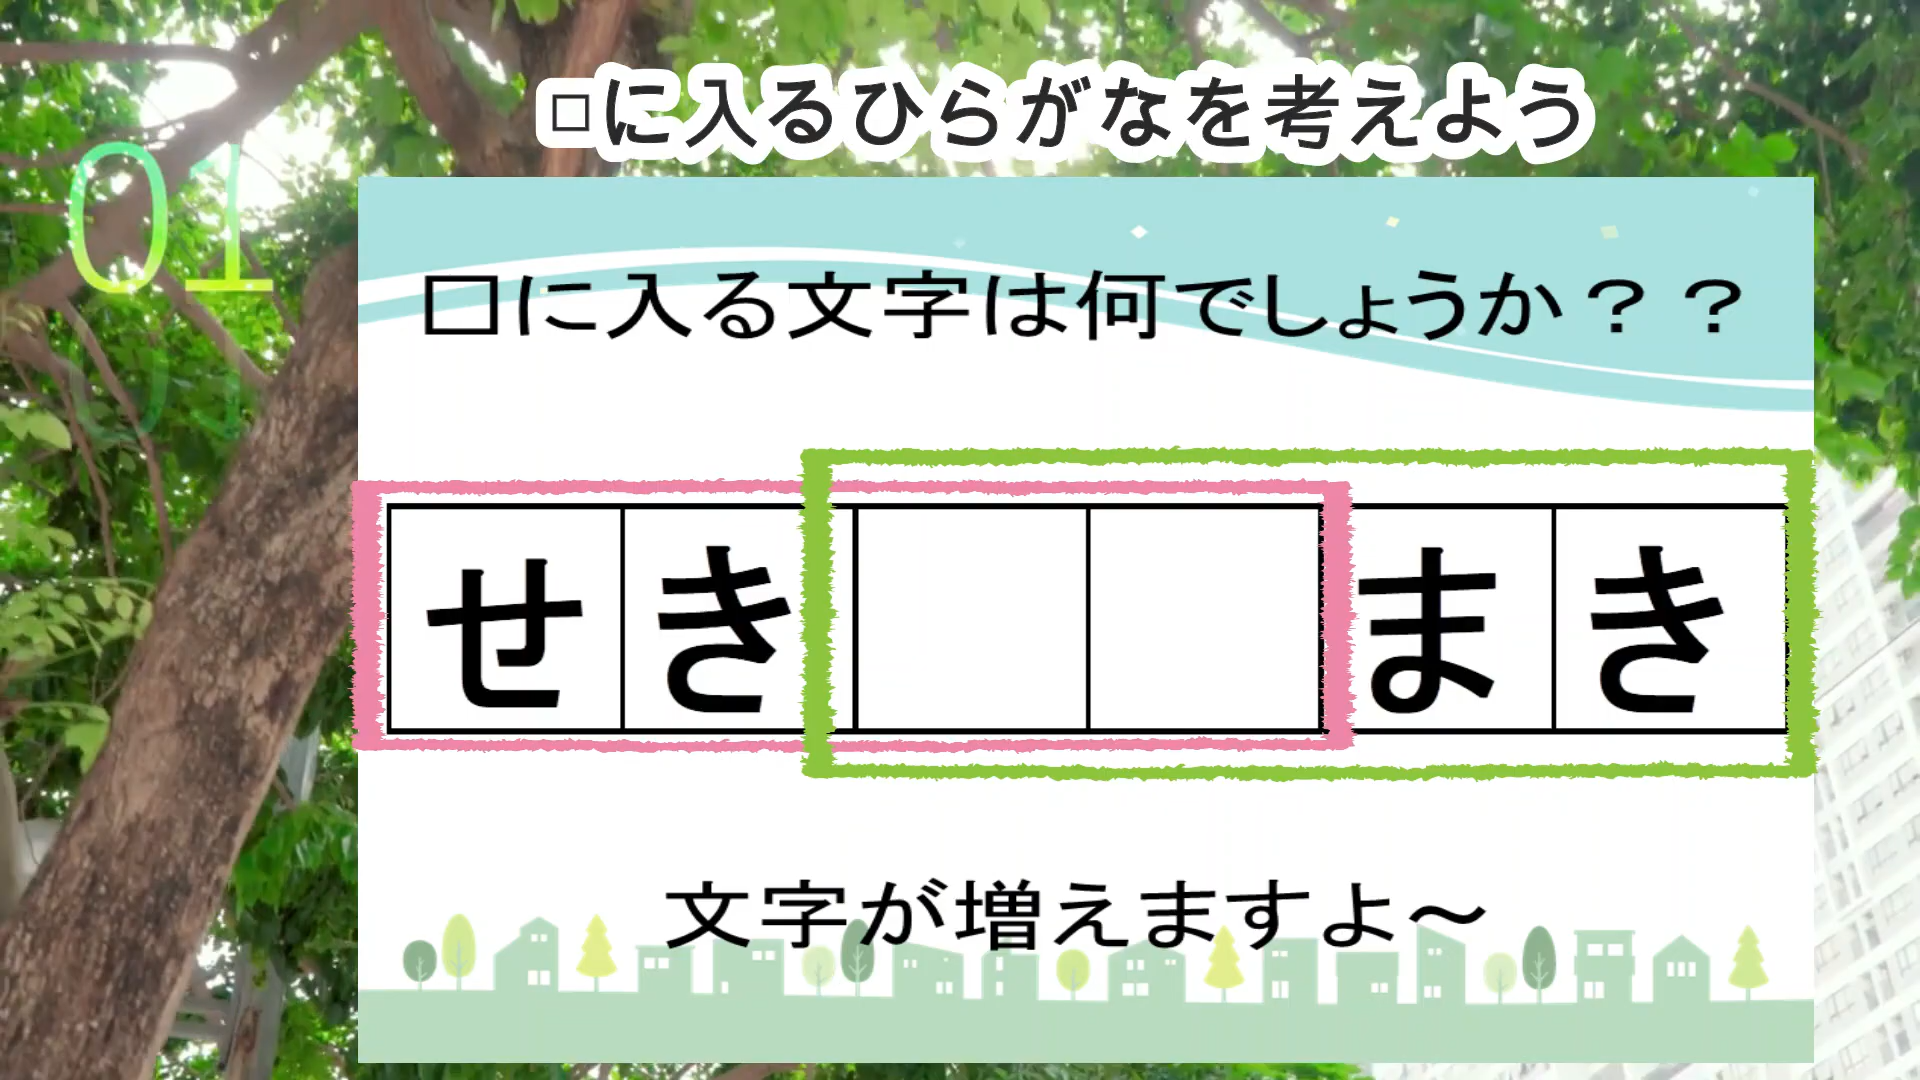 □に入るひらがなを考えよう
01
□に入る文字は何でしょうか？？
せき□□まき
文字が増えますよ～